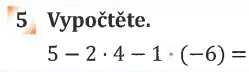 5 Vypočtěte.
5 − 2 · 4 − 1 · (−6) =